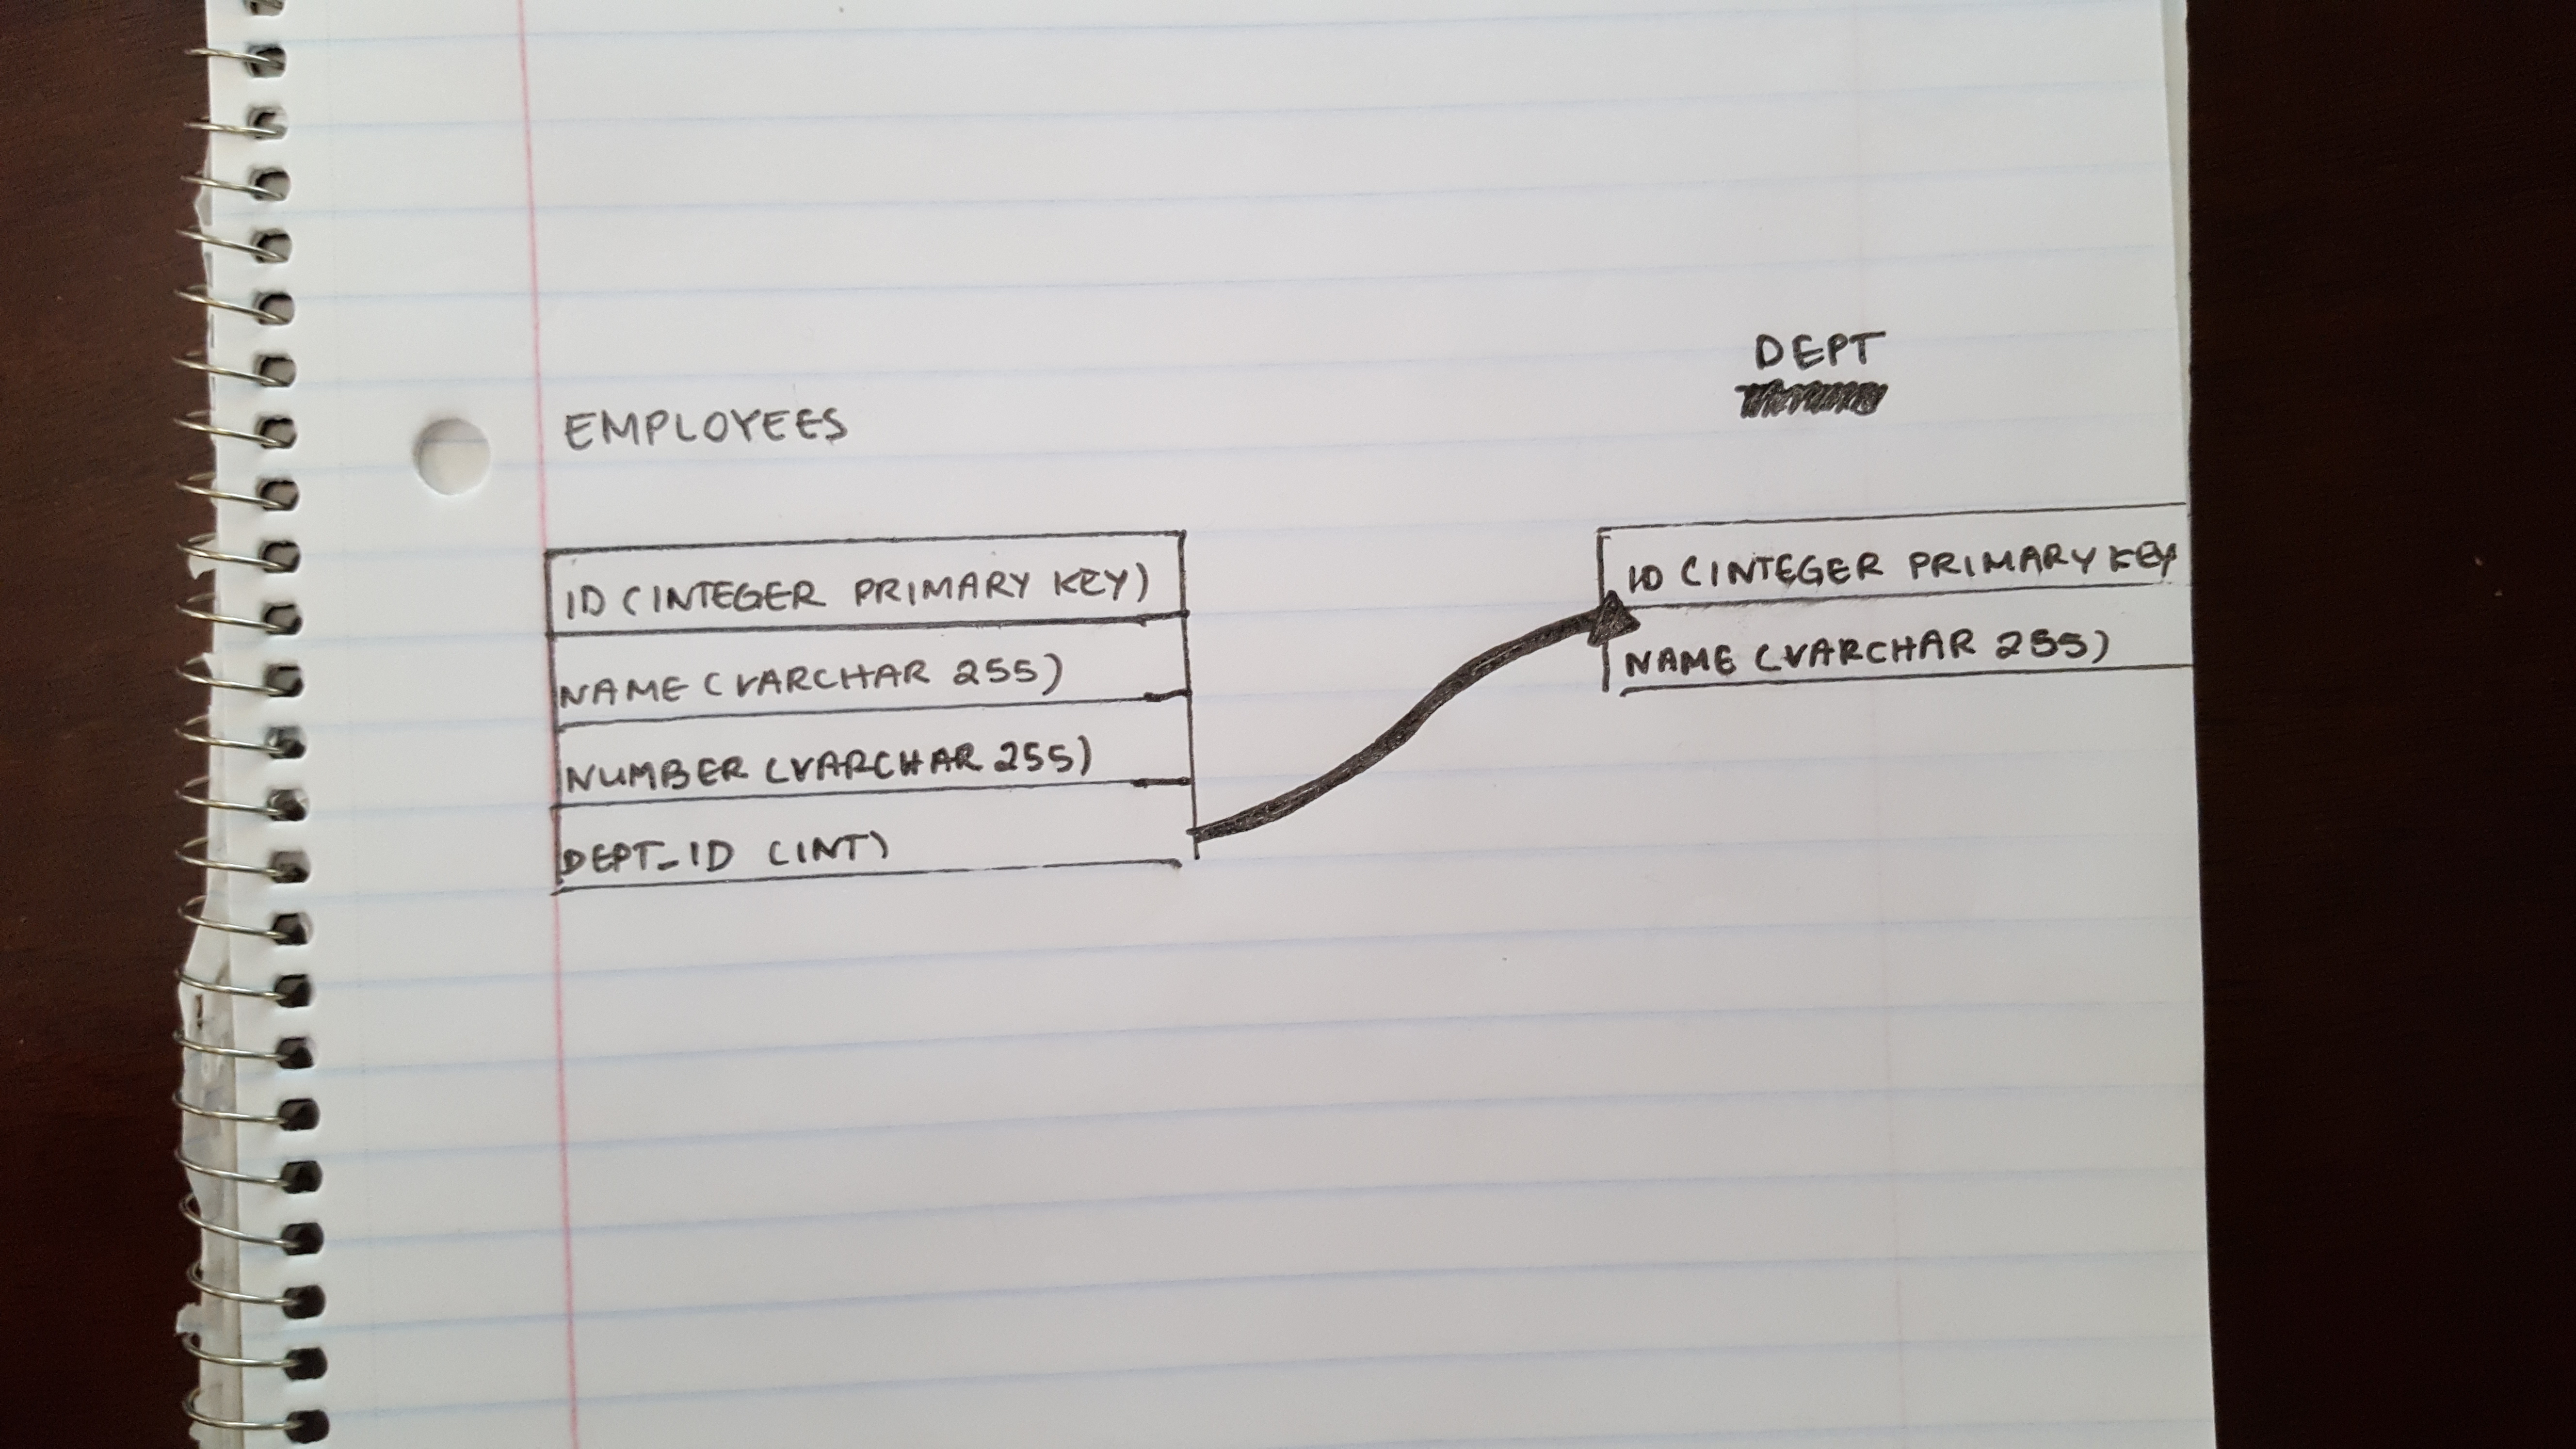 DEPT
EMPLOYEES
ID (INTEGER PRIMARY KEY)
NAME (VARCHAR 255)
NUMBER (VARCHAR 255)
DEPT_ID (INT)
ID (INTEGER PRIMARY KEY
NAME (VARCHAR 255)